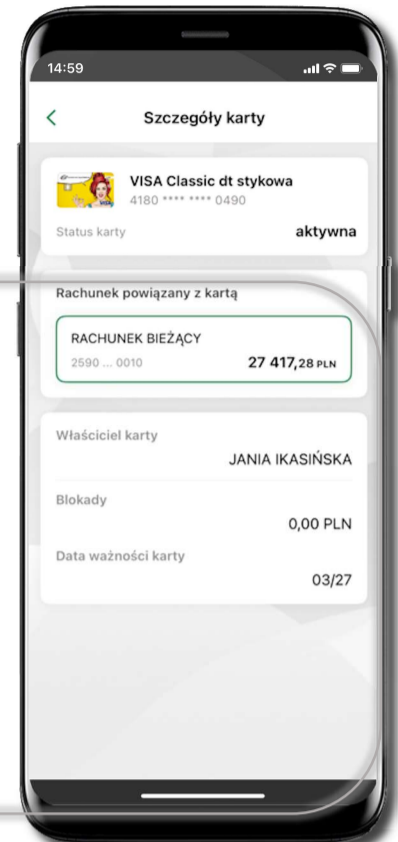 14:59
Szczegóły karty
VISA Classic dt stykowa
4180 **** **** 0490
Status karty
aktywna
Rachunek powiązany z kartą
RACHUNEK BIEŻĄCY
2590 ... 0010
27 417,28 PLN
Właściciel karty
JANIA IKASIŃSKA
Blokady
0,00 PLN
Data ważności karty
03/27